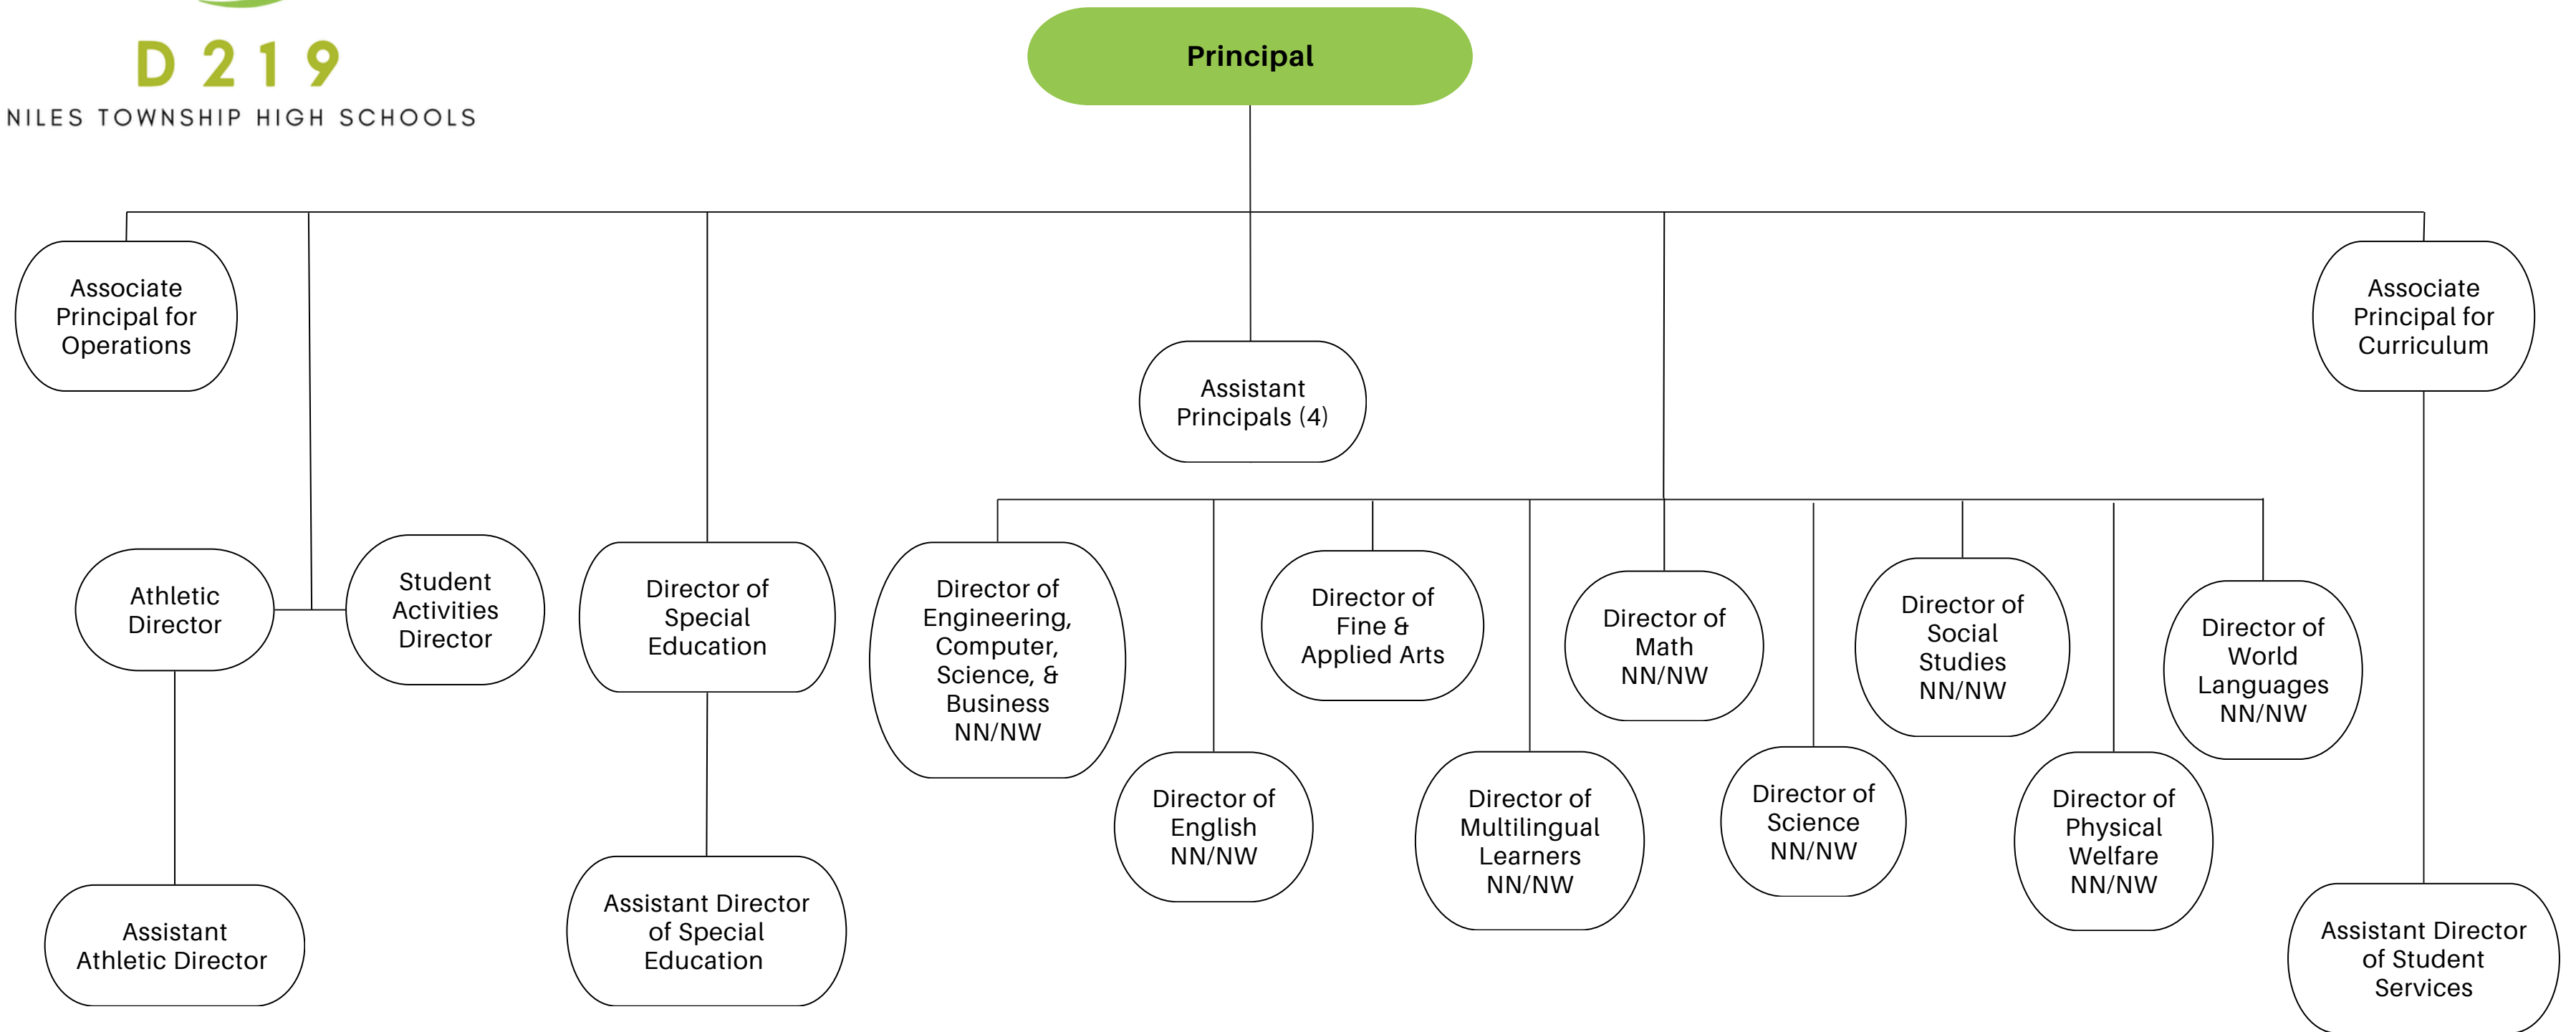 D 219
NILES TOWNSHIP HIGH SCHOOLS
Principal
Associate
Principal for
Operations
Associate
Principal for
Curriculum
Assistant
Principals (4)
Athletic
Director
Student
Activities
Director
Director of
Special
Education
Director of
Engineering,
Computer,
Science, &
Business
NN/NW
Director of
Fine &
Applied Arts
Director of
Math
NN/NW
Director of
Social
Studies
NN/NW
Director of
World
Languages
NN/NW
Director of
English
NN/NW
Director of
Multilingual
Learners
NN/NW
Director of
Science
NN/NW
Director of
Physical
Welfare
NN/NW
Assistant
Athletic Director
Assistant Director
of Special
Education
Assistant Director
of Student
Services